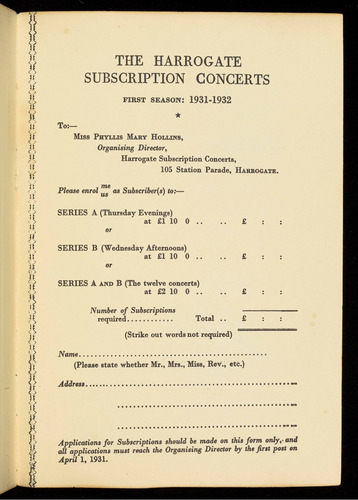 THE HARROGATE
SUBSCRIPTION CONCERTS
FIRST SEASON: 1931-1932
*
To:—
MISS PHYLLIS MARY HOLLINS,
Organising Director,
Harrogate Subscription Concerts,
105 Station Parade, HARROGATE.
Please enrol me/us as Subscriber(s) to:—
SERIES A (Thursday Evenings)
at £1 10 0 .. .. .. £ : :
or
SERIES B (Wednesday Afternoons)
at £1 10 0 .. .. .. £ : :
or
SERIES A AND B (The twelve concerts)
at £2 10 0 .. .. £ : :
Number of Subscriptions
required............ Total .. £ : :
(Strike out words not required)
Name..................................................
(Please state whether Mr., Mrs., Miss, Rev., etc.)
Address..................................................
..................................................
..................................................
Applications for Subscriptions should be made on this form only, and
all applications must reach the Organising Director by the first post on
April 1, 1931.